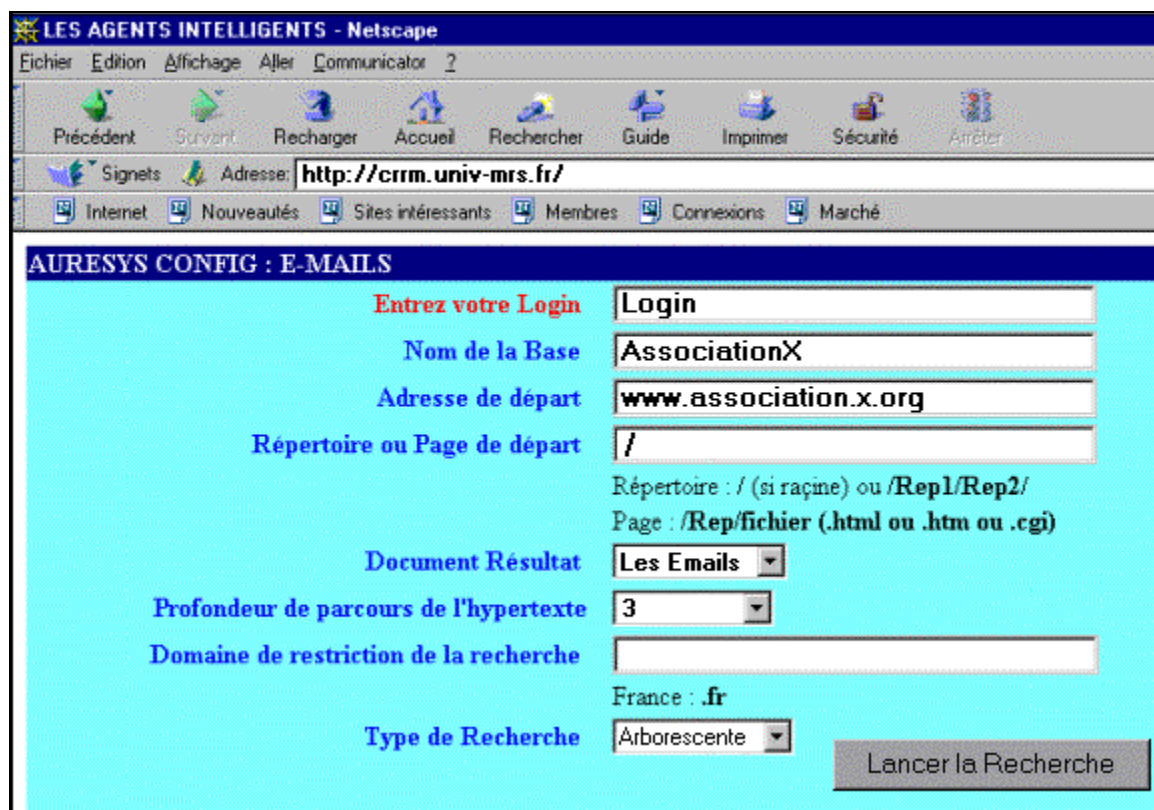 LES AGENTS INTELLIGENTS - Netscape
Fichier Edition Affichage Aller Communicator ?
Précédent Suivant Recharger Accueil Rechercher Guide Imprimer Sécurité Arrêter
Signets Adresse: http://crrm.univ-mrs.fr/
Internet Nouveautés Sites intéressants Membres Connexions Marché
AURESYS CONFIG : E-MAILS
Entrez votre Login Login
Nom de la Base AssociationX
Adresse de départ www.association.x.org
Répertoire ou Page de départ /
Répertoire : / (si raçine) ou /Rep1/Rep2/
Page : /Rep/fichier (.html ou .htm ou .cgi)
Document Résultat Les Emails
Profondeur de parcours de l'hypertexte 3
Domaine de restriction de la recherche
France : .fr
Type de Recherche Arborescente
Lancer la Recherche